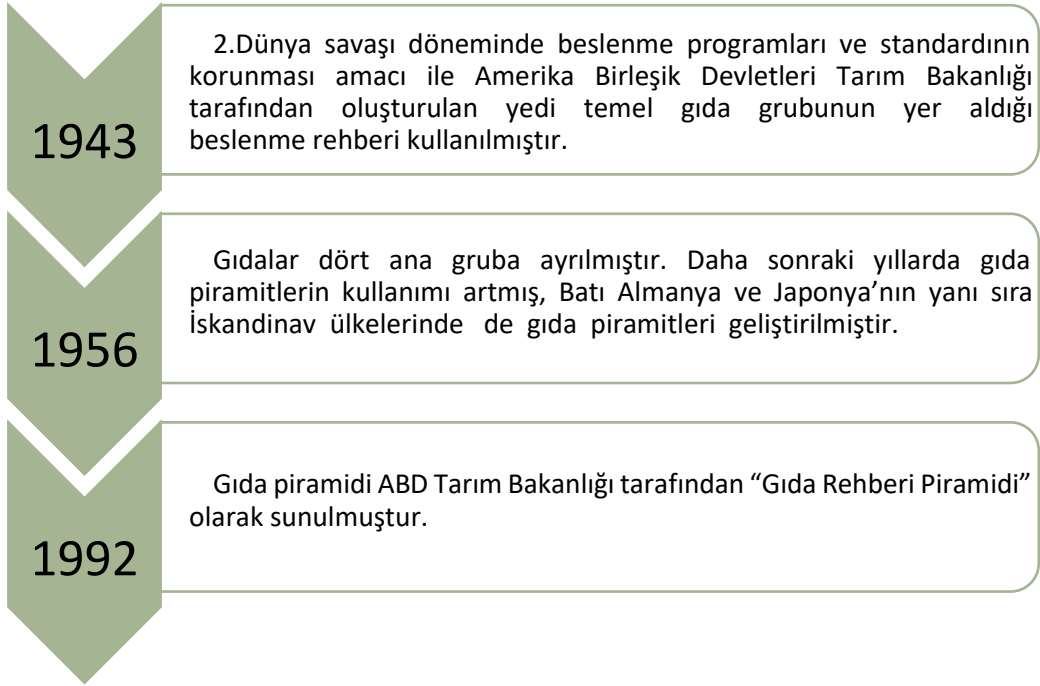 1943
2.Dünya savaşı döneminde beslenme programları ve standardının
korunması amacı ile Amerika Birleşik Devletleri Tarım Bakanlığı
tarafından oluşturulan yedi temel gıda grubunun yer aldığı
beslenme rehberi kullanılmıştır.
1956
Gıdalar dört ana gruba ayrılmıştır. Daha sonraki yıllarda gıda
piramitlerin kullanımı artmış, Batı Almanya ve Japonya’nın yanı sıra
İskandinav ülkelerinde de gıda piramitleri geliştirilmiştir.
1992
Gıda piramidi ABD Tarım Bakanlığı tarafından “Gıda Rehberi Piramidi”
olarak sunulmuştur.